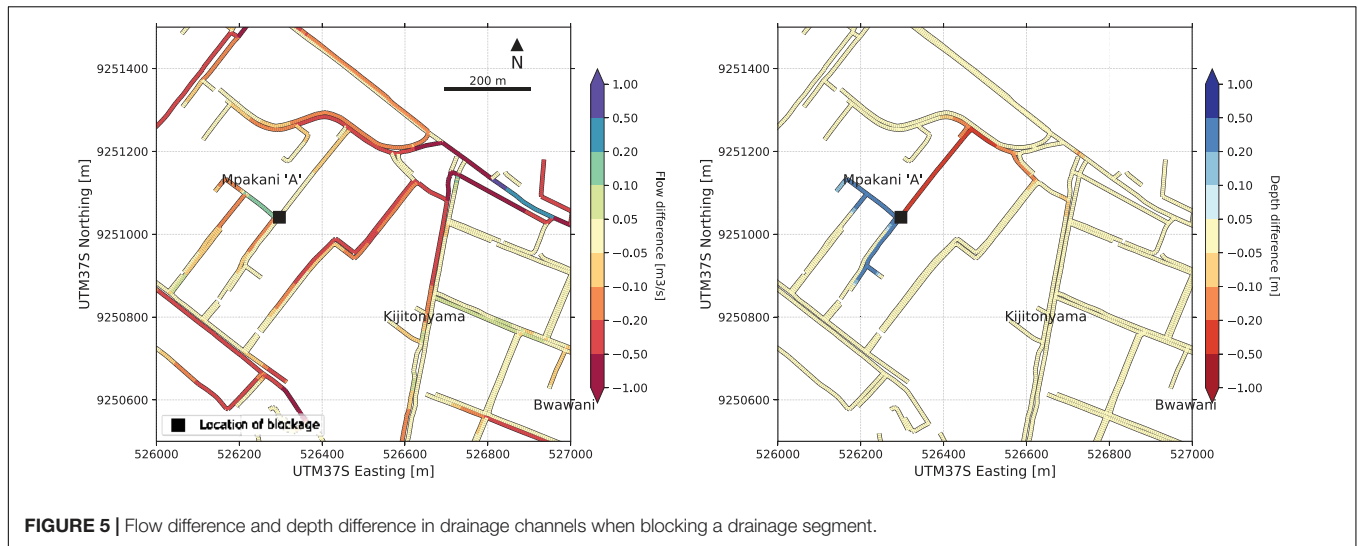 9251400
9251200
9251000
9250800
9250600
UTM37S Northing [m]
N
200 m
Mpakani 'A'
Kijitonyama
Bwawani
Location of blockage
526000 526200 526400 526600 526800 527000
UTM37S Easting [m]
1.00
0.50
0.20
0.10
0.05
−0.05
−0.10
−0.20
−0.50
−1.00
Flow difference [m3/s]
9251400
9251200
9251000
9250800
9250600
UTM37S Northing [m]
Mpakani 'A'
Kijitonyama
Bwawani
526000 526200 526400 526600 526800 527000
UTM37S Easting [m]
1.00
0.50
0.20
0.10
0.05
−0.05
−0.10
−0.20
−0.50
−1.00
Depth difference [m]
FIGURE 5 | Flow difference and depth difference in drainage channels when blocking a drainage segment.